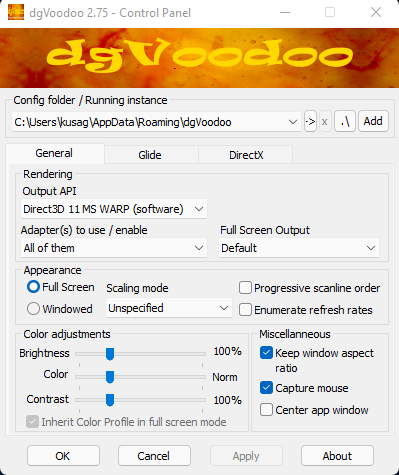 dgVoodoo 2.75 - Control Panel
dgVoodoo
Config folder / Running instance
C:\Users\kusag\AppData\Roaming\dgVoodoo -> x .\ Add
General Glide DirectX
Rendering
Output API
Direct3D 11 MS WARP (software)
Adapter(s) to use / enable Full Screen Output
All of them Default
Appearance
Full Screen Scaling mode Progressive scanline order
Windowed Unspecified Enumerate refresh rates
Color adjustments Miscellaneous
Brightness 100% Keep window aspect
ratio
Color Norm Capture mouse
Contrast 100% Center app window
Inherit Color Profile in full screen mode
OK Cancel Apply About